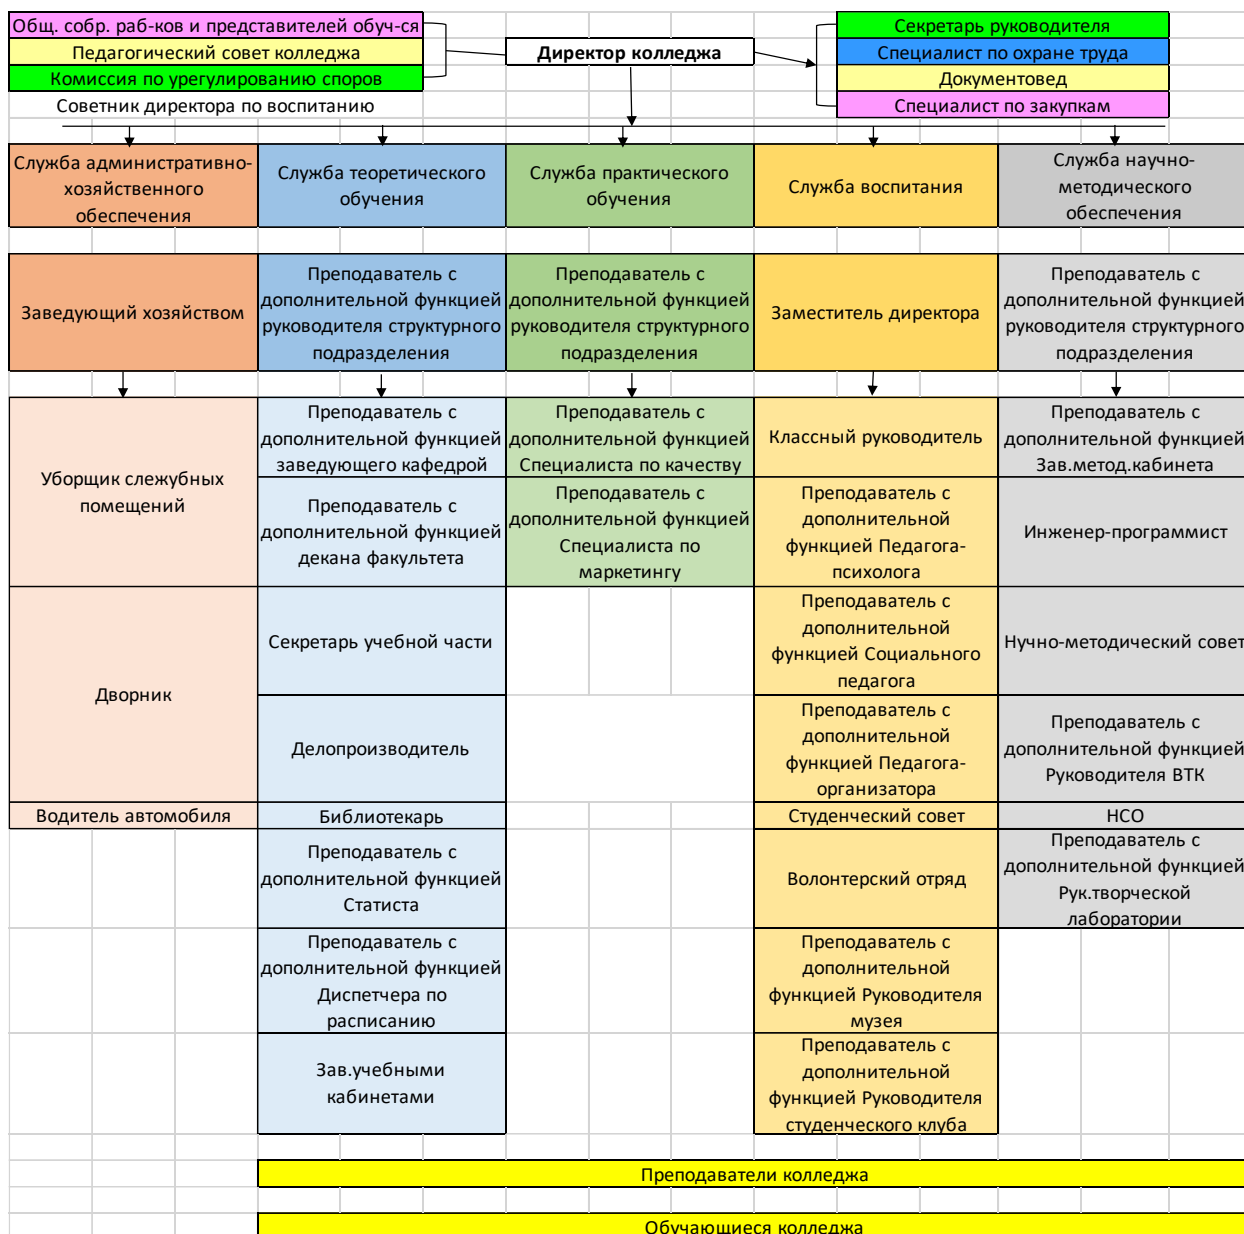 Общ. собр. раб-ков и представителей обуч-ся
Педагогический совет колледжа
Комиссия по урегулированию споров
Советник директора по воспитанию
Директор колледжа
Секретарь руководителя
Специалист по охране труда
Документовед
Специалист по закупкам
Служба административно-
хозяйственного
обеспечения
Служба теоретического
обучения
Служба практического
обучения
Служба воспитания
Служба научно-
методического
обеспечения
Заведующий хозяйством
Преподаватель с
дополнительной функцией
руководителя структурного
подразделения
Преподаватель с
дополнительной функцией
руководителя структурного
подразделения
Заместитель директора
Преподаватель с
дополнительной функцией
руководителя структурного
подразделения
Уборщик слежубных
помещений
Дворник
Водитель автомобиля
Преподаватель с
дополнительной функцией
заведующего кафедрой
Преподаватель с
дополнительной функцией
декана факультета
Секретарь учебной части
Делопроизводитель
Библиотекарь
Преподаватель с
дополнительной функцией
Статиста
Преподаватель с
дополнительной функцией
Диспетчера по
расписанию
Зав.учебными
кабинетами
Преподаватель с
дополнительной функцией
Специалиста по качеству
Преподаватель с
дополнительной функцией
Специалиста по
маркетингу
Классный руководитель
Преподаватель с
дополнительной
функцией Педагога-
психолога
Преподаватель с
дополнительной
функцией Социального
педагога
Преподаватель с
дополнительной
функцией Педагога-
организатора
Студенческий совет
Волонтерский отряд
Преподаватель с
дополнительной
функцией Руководителя
музея
Преподаватель с
дополнительной
функцией Руководителя
студенческого клуба
Преподаватель с
дополнительной функцией
Зав.метод.кабинета
Инженер-программист
Нучно-методический совет
Преподаватель с
дополнительной функцией
Руководителя ВТК
НСО
Преподаватель с
дополнительной функцией
Рук.творческой
лаборатории
Преподаватели колледжа
Обучающиеся колледжа